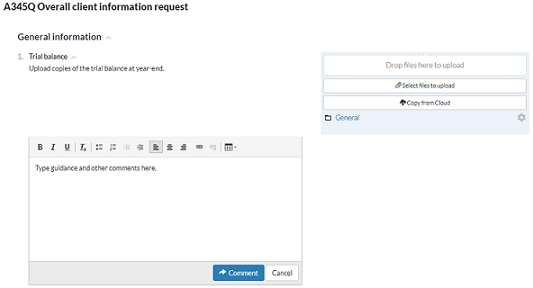 A345Q Overall client information request
General information
1. Trial balance
Upload copies of the trial balance at year-end.
Drop files here to upload
Select files to upload
Copy from Cloud
General
B I U Ix
Type guidance and other comments here.
Comment Cancel